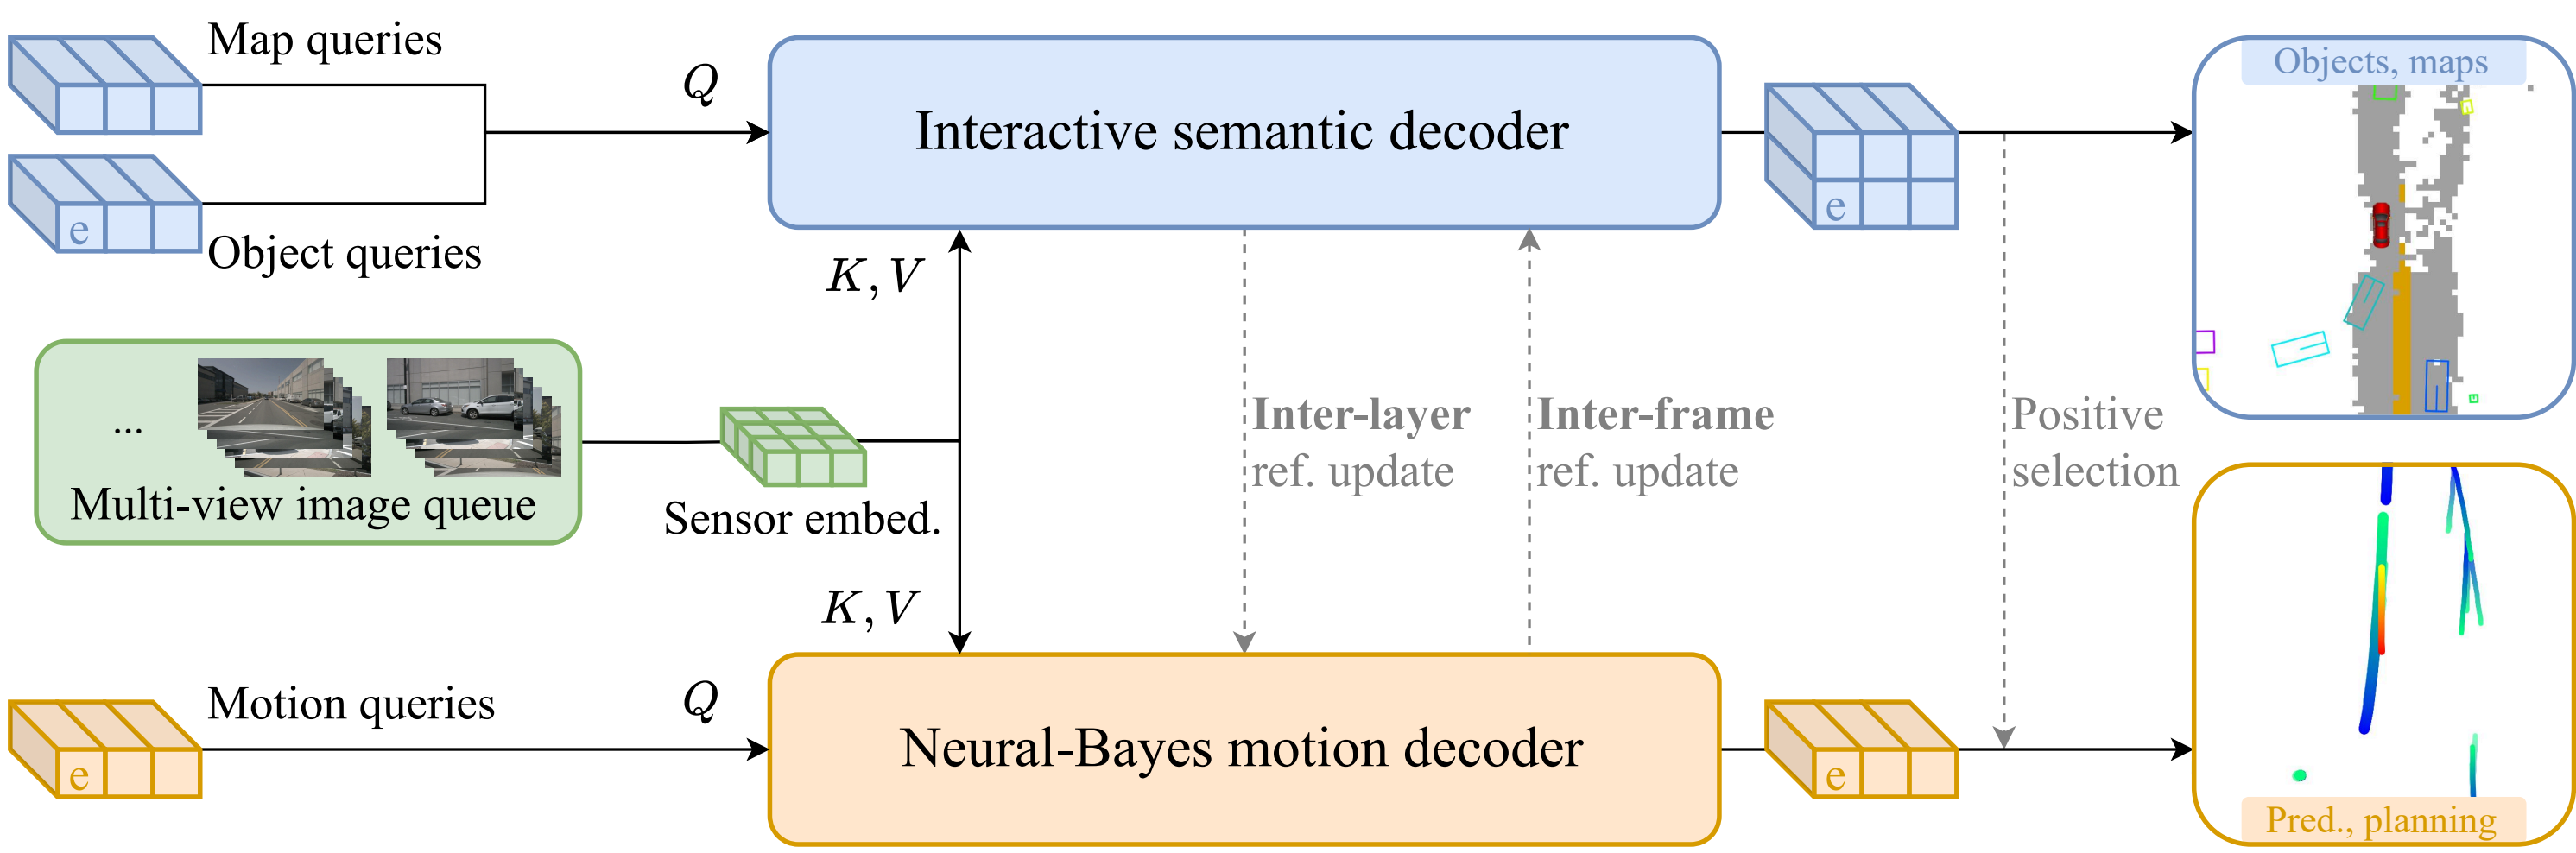 Map queries
Q
Interactive semantic decoder
Objects, maps
e
e
Object queries
K, V
...
Multi-view image queue
Sensor embed.
Inter-layer
ref. update
Inter-frame
ref. update
Positive
selection
K, V
Motion queries
Q
Neural-Bayes motion decoder
e
e
Pred., planning